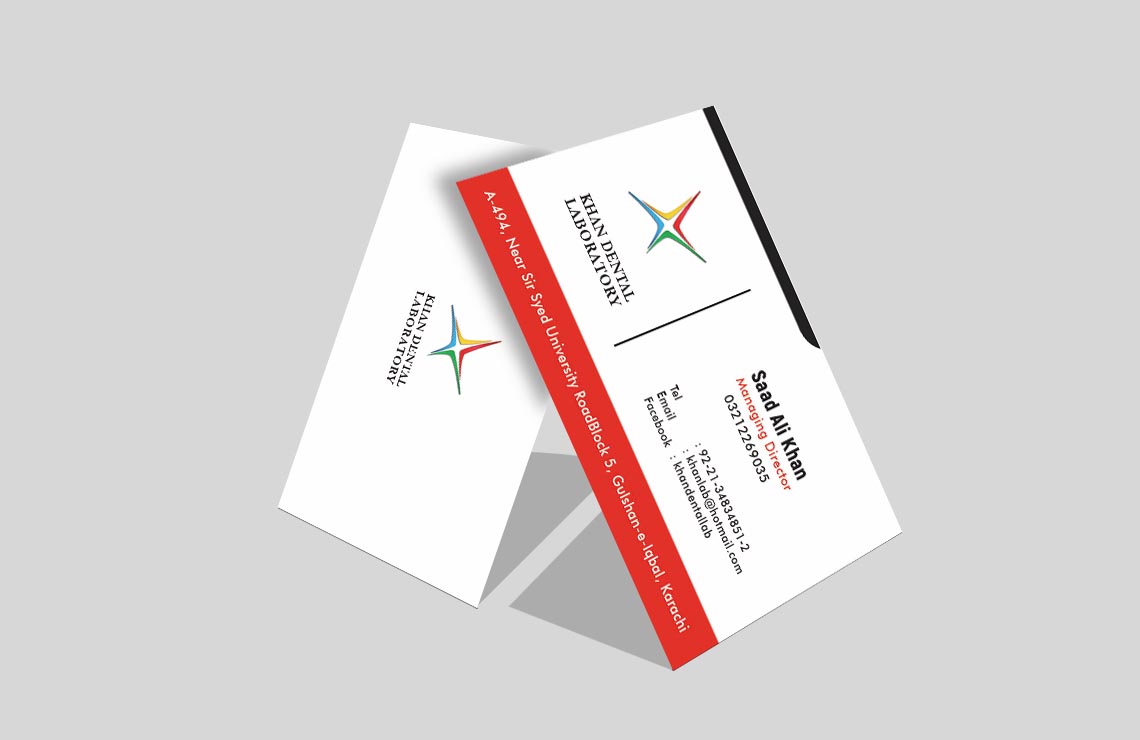 KHAN DENTAL
LABORATORY
KHAN DENTAL
LABORATORY
Saad Ali Khan
Managing Director
03212269035
Tel : 92-21-34834851-2
Email : khanlab@hotmail.com
Facebook : khandentallab
A-494, Near Sir Syed University RoadBlock 5, Gulshan-e-Iqbal, Karachi